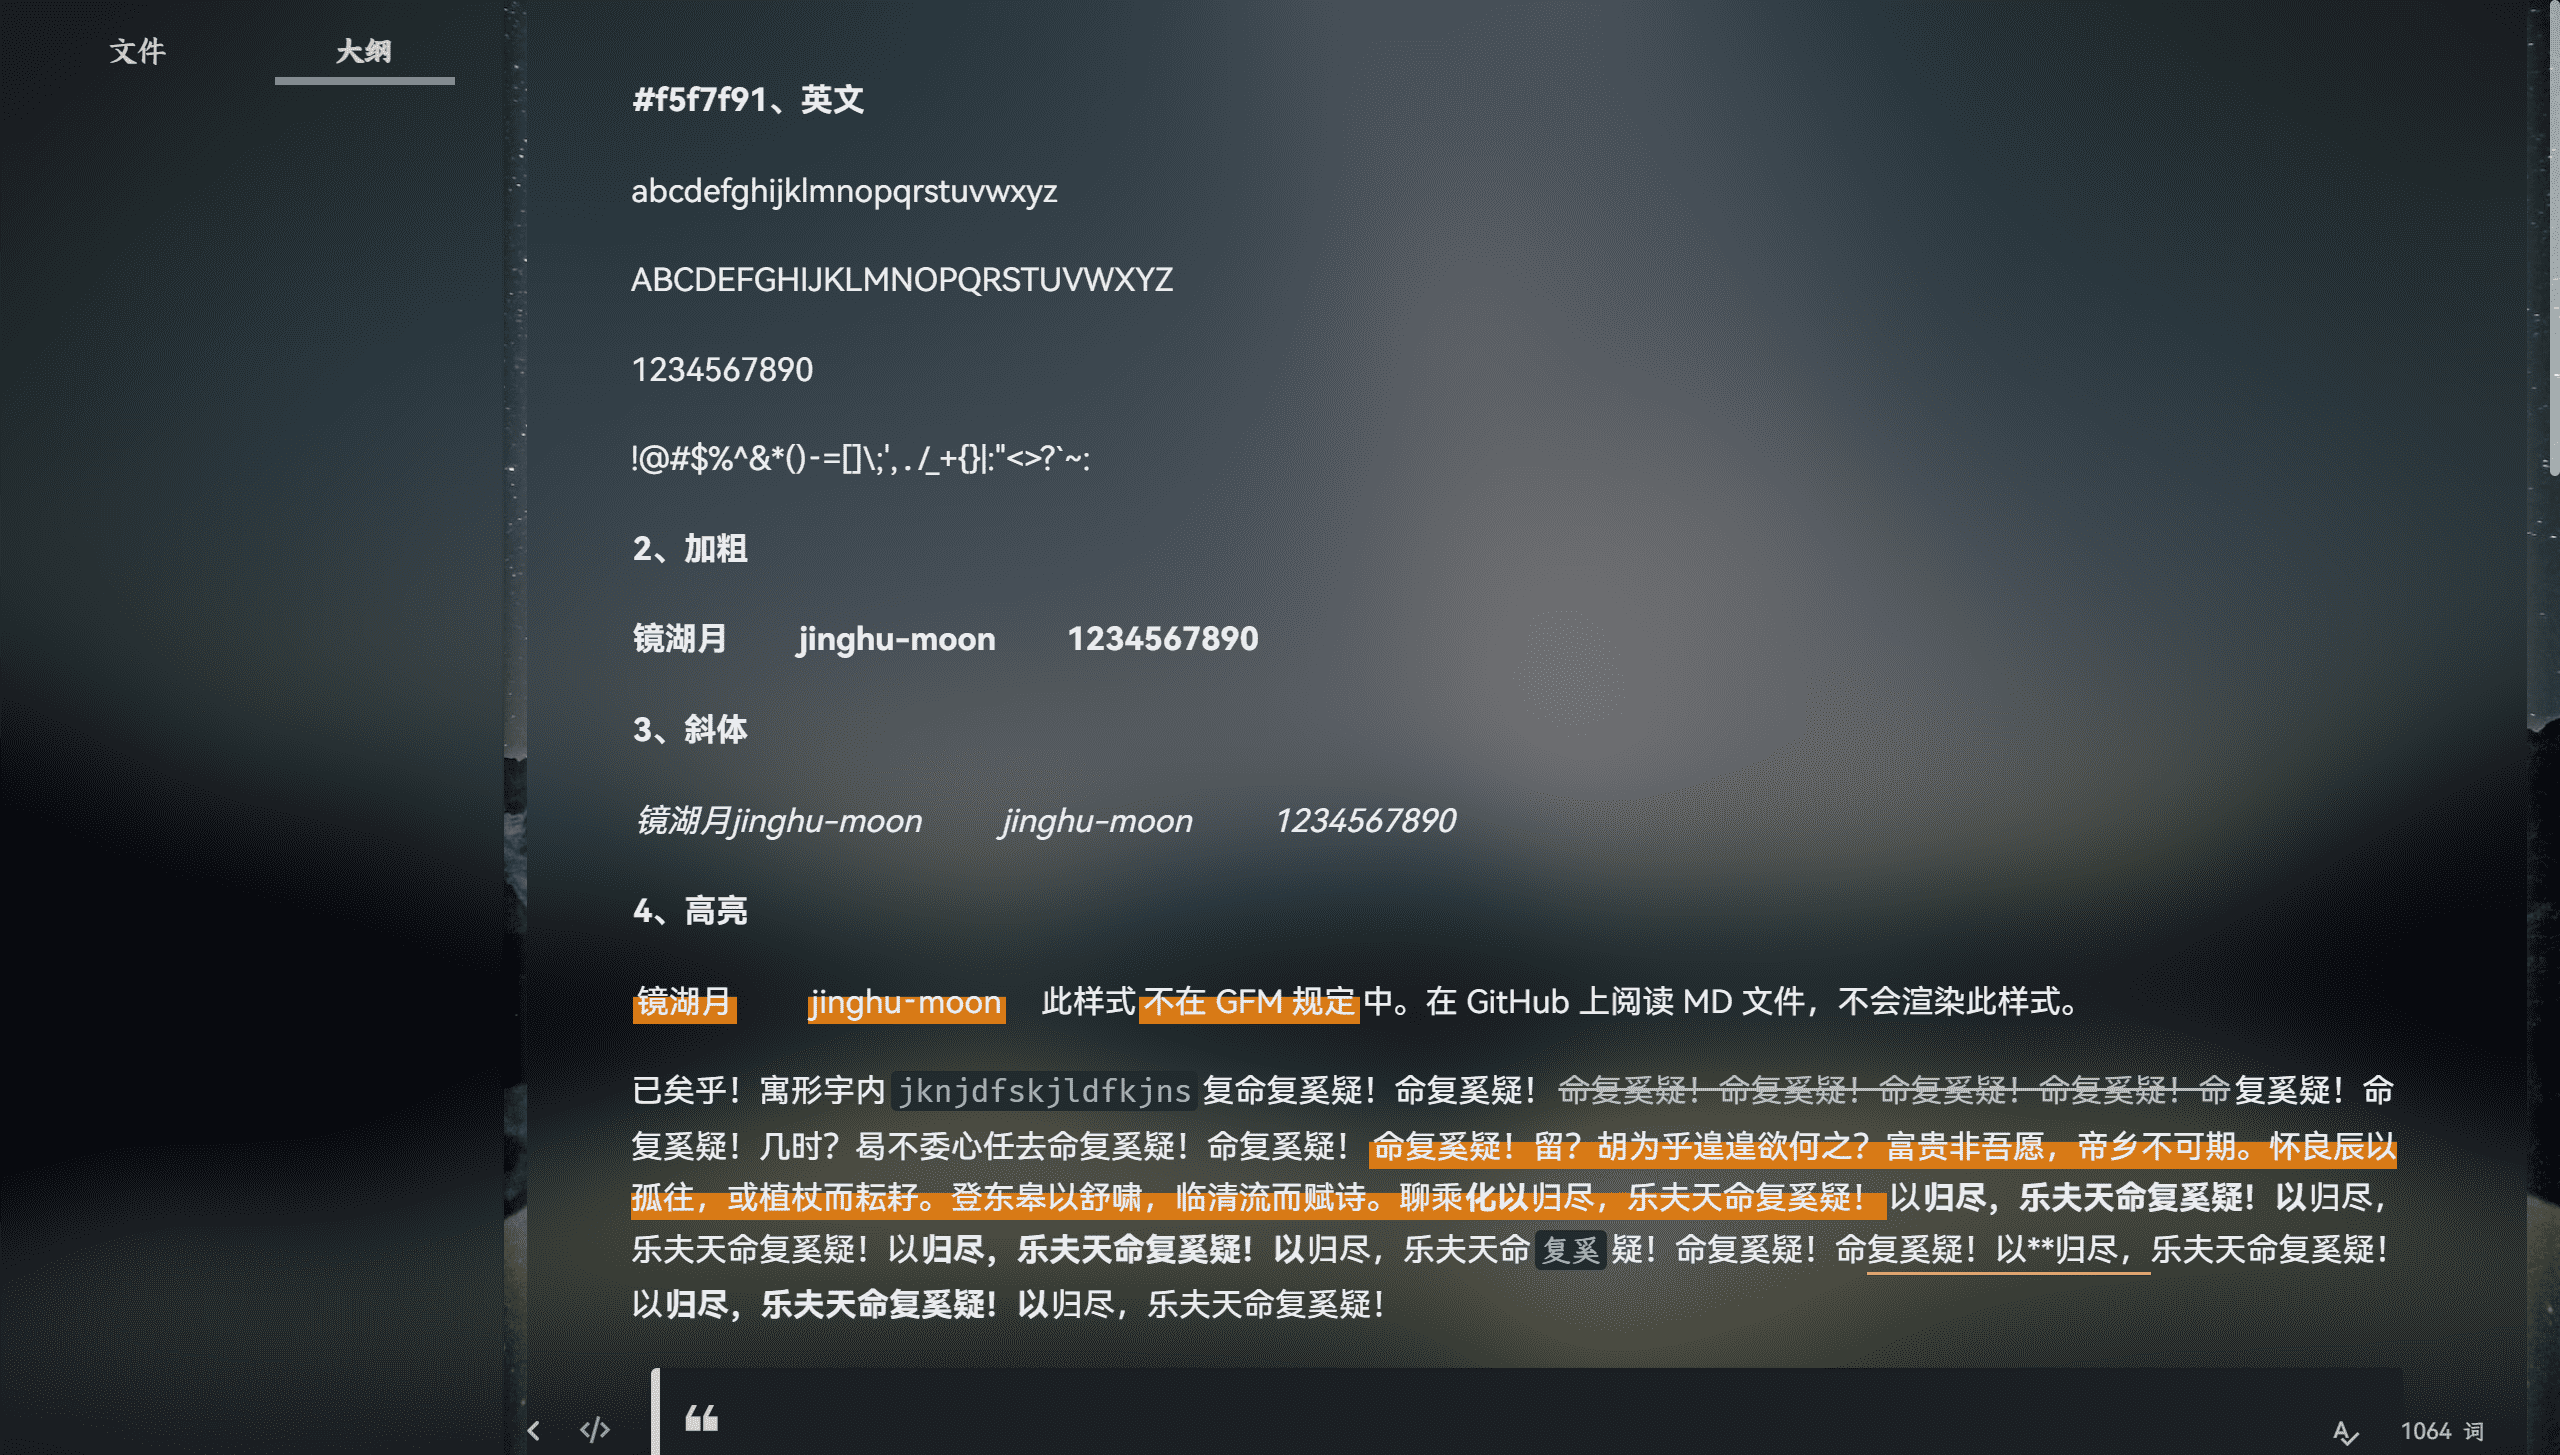 文件 大纲
#f5f7f91、英文
abcdefghijklmnopqrstuvwxyz
ABCDEFGHIJKLMNOPQRSTUVWXYZ
1234567890
!@#$%^&*()-=[]\;',./_+{}|:"<>?`~:
2、加粗
镜湖月 jinghu-moon 1234567890
3、斜体
镜湖月jinghu-moon jinghu-moon 1234567890
4、高亮
镜湖月 jinghu-moon 此样式 不在 GFM 规定 中。在 GitHub 上阅读 MD 文件，不会渲染此样式。
已矣乎！寓形宇内 jknjdfskjldfkjns 复命复奚疑！命复奚疑！命复奚疑！命复奚疑！命复奚疑！命复奚疑！命复奚疑！命
复奚疑！几时？曷不委心任去命复奚疑！命复奚疑！命复奚疑！留？胡为乎遑遑欲何之？富贵非吾愿，帝乡不可期。怀良辰以
孤往，或植杖而耘耔。登东皋以舒啸，临清流而赋诗。聊乘化以归尽，乐夫天命复奚疑！以归尽，乐夫天命复奚疑！以归尽，
乐夫天命复奚疑！以归尽，乐夫天命复奚疑！以归尽，乐夫天命 复奚 疑！命复奚疑！命复奚疑！以**归尽，乐夫天命复奚疑！
以归尽，乐夫天命复奚疑！以归尽，乐夫天命复奚疑！
❝
</> 1064 词